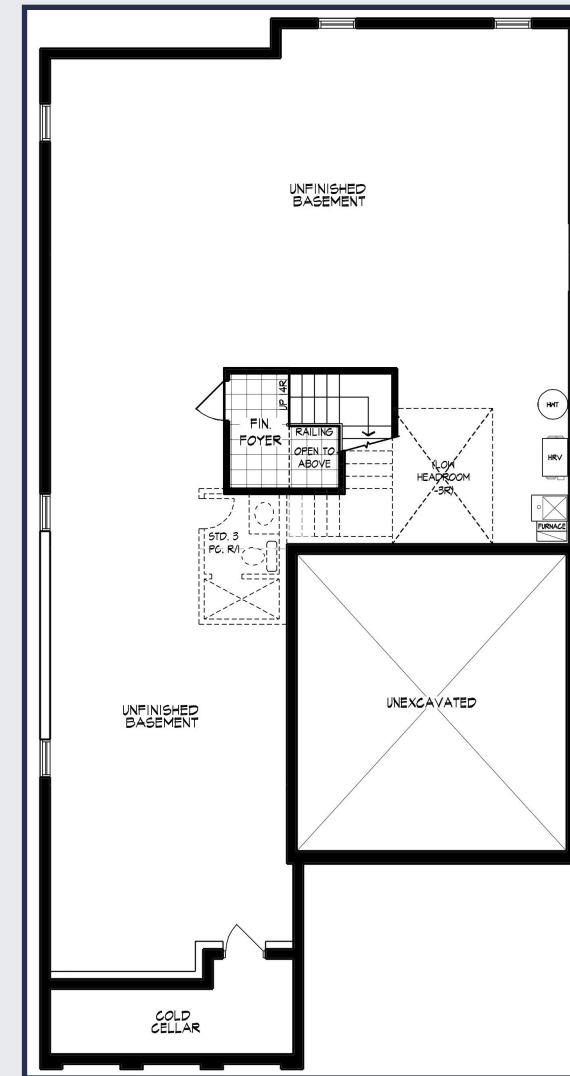 UNFINISHED
BASEMENT
HWT
UP 4R
FIN.
FOYER
RAILING
OPEN TO
ABOVE
HRV
(LOW
HEADROOM
-3R)
FURNACE
STD. 3
PC. R/I
UNEXCAVATED
UNFINISHED
BASEMENT
COLD
CELLAR